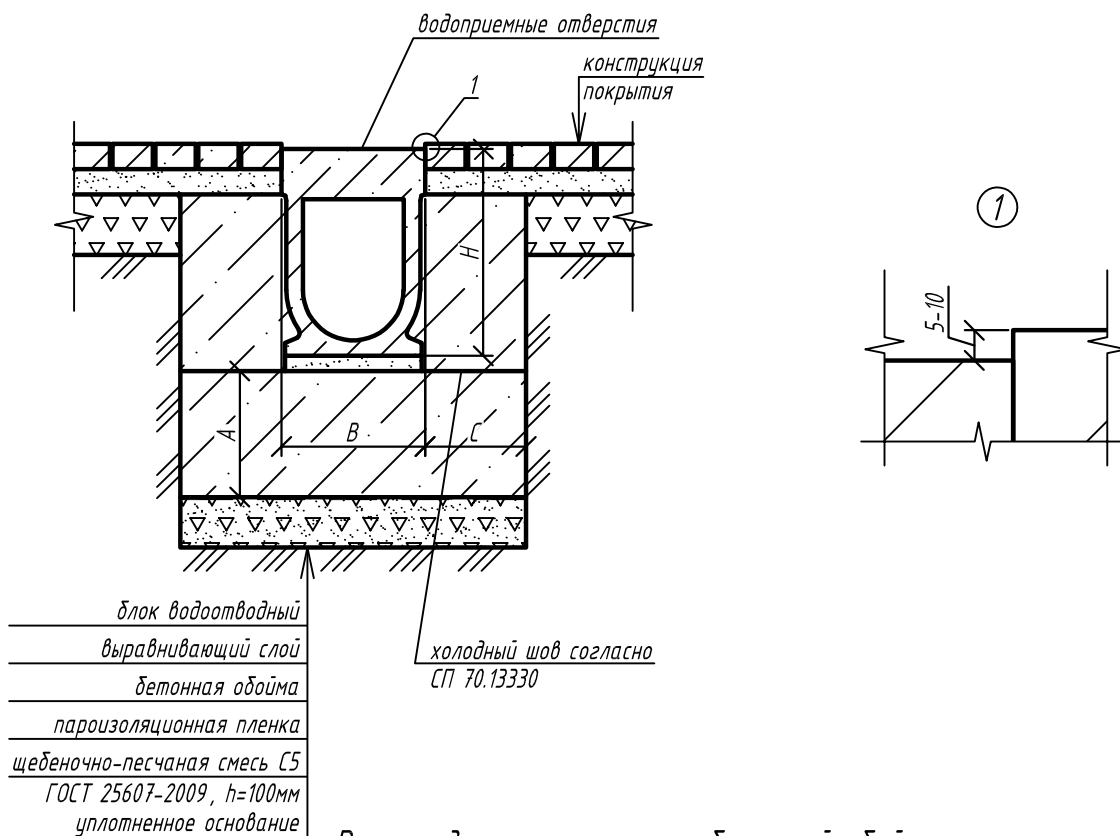 водоприемные отверстия
конструкция
покрытия
1
1
H
5-10
A
B
C
блок водоотводный
выравнивающий слой
бетонная обойма
пароизоляционная пленка
щебеночно-песчаная смесь С5
ГОСТ 25607-2009, h=100мм
уплотненное основание
холодный шов согласно
СП 70.13330